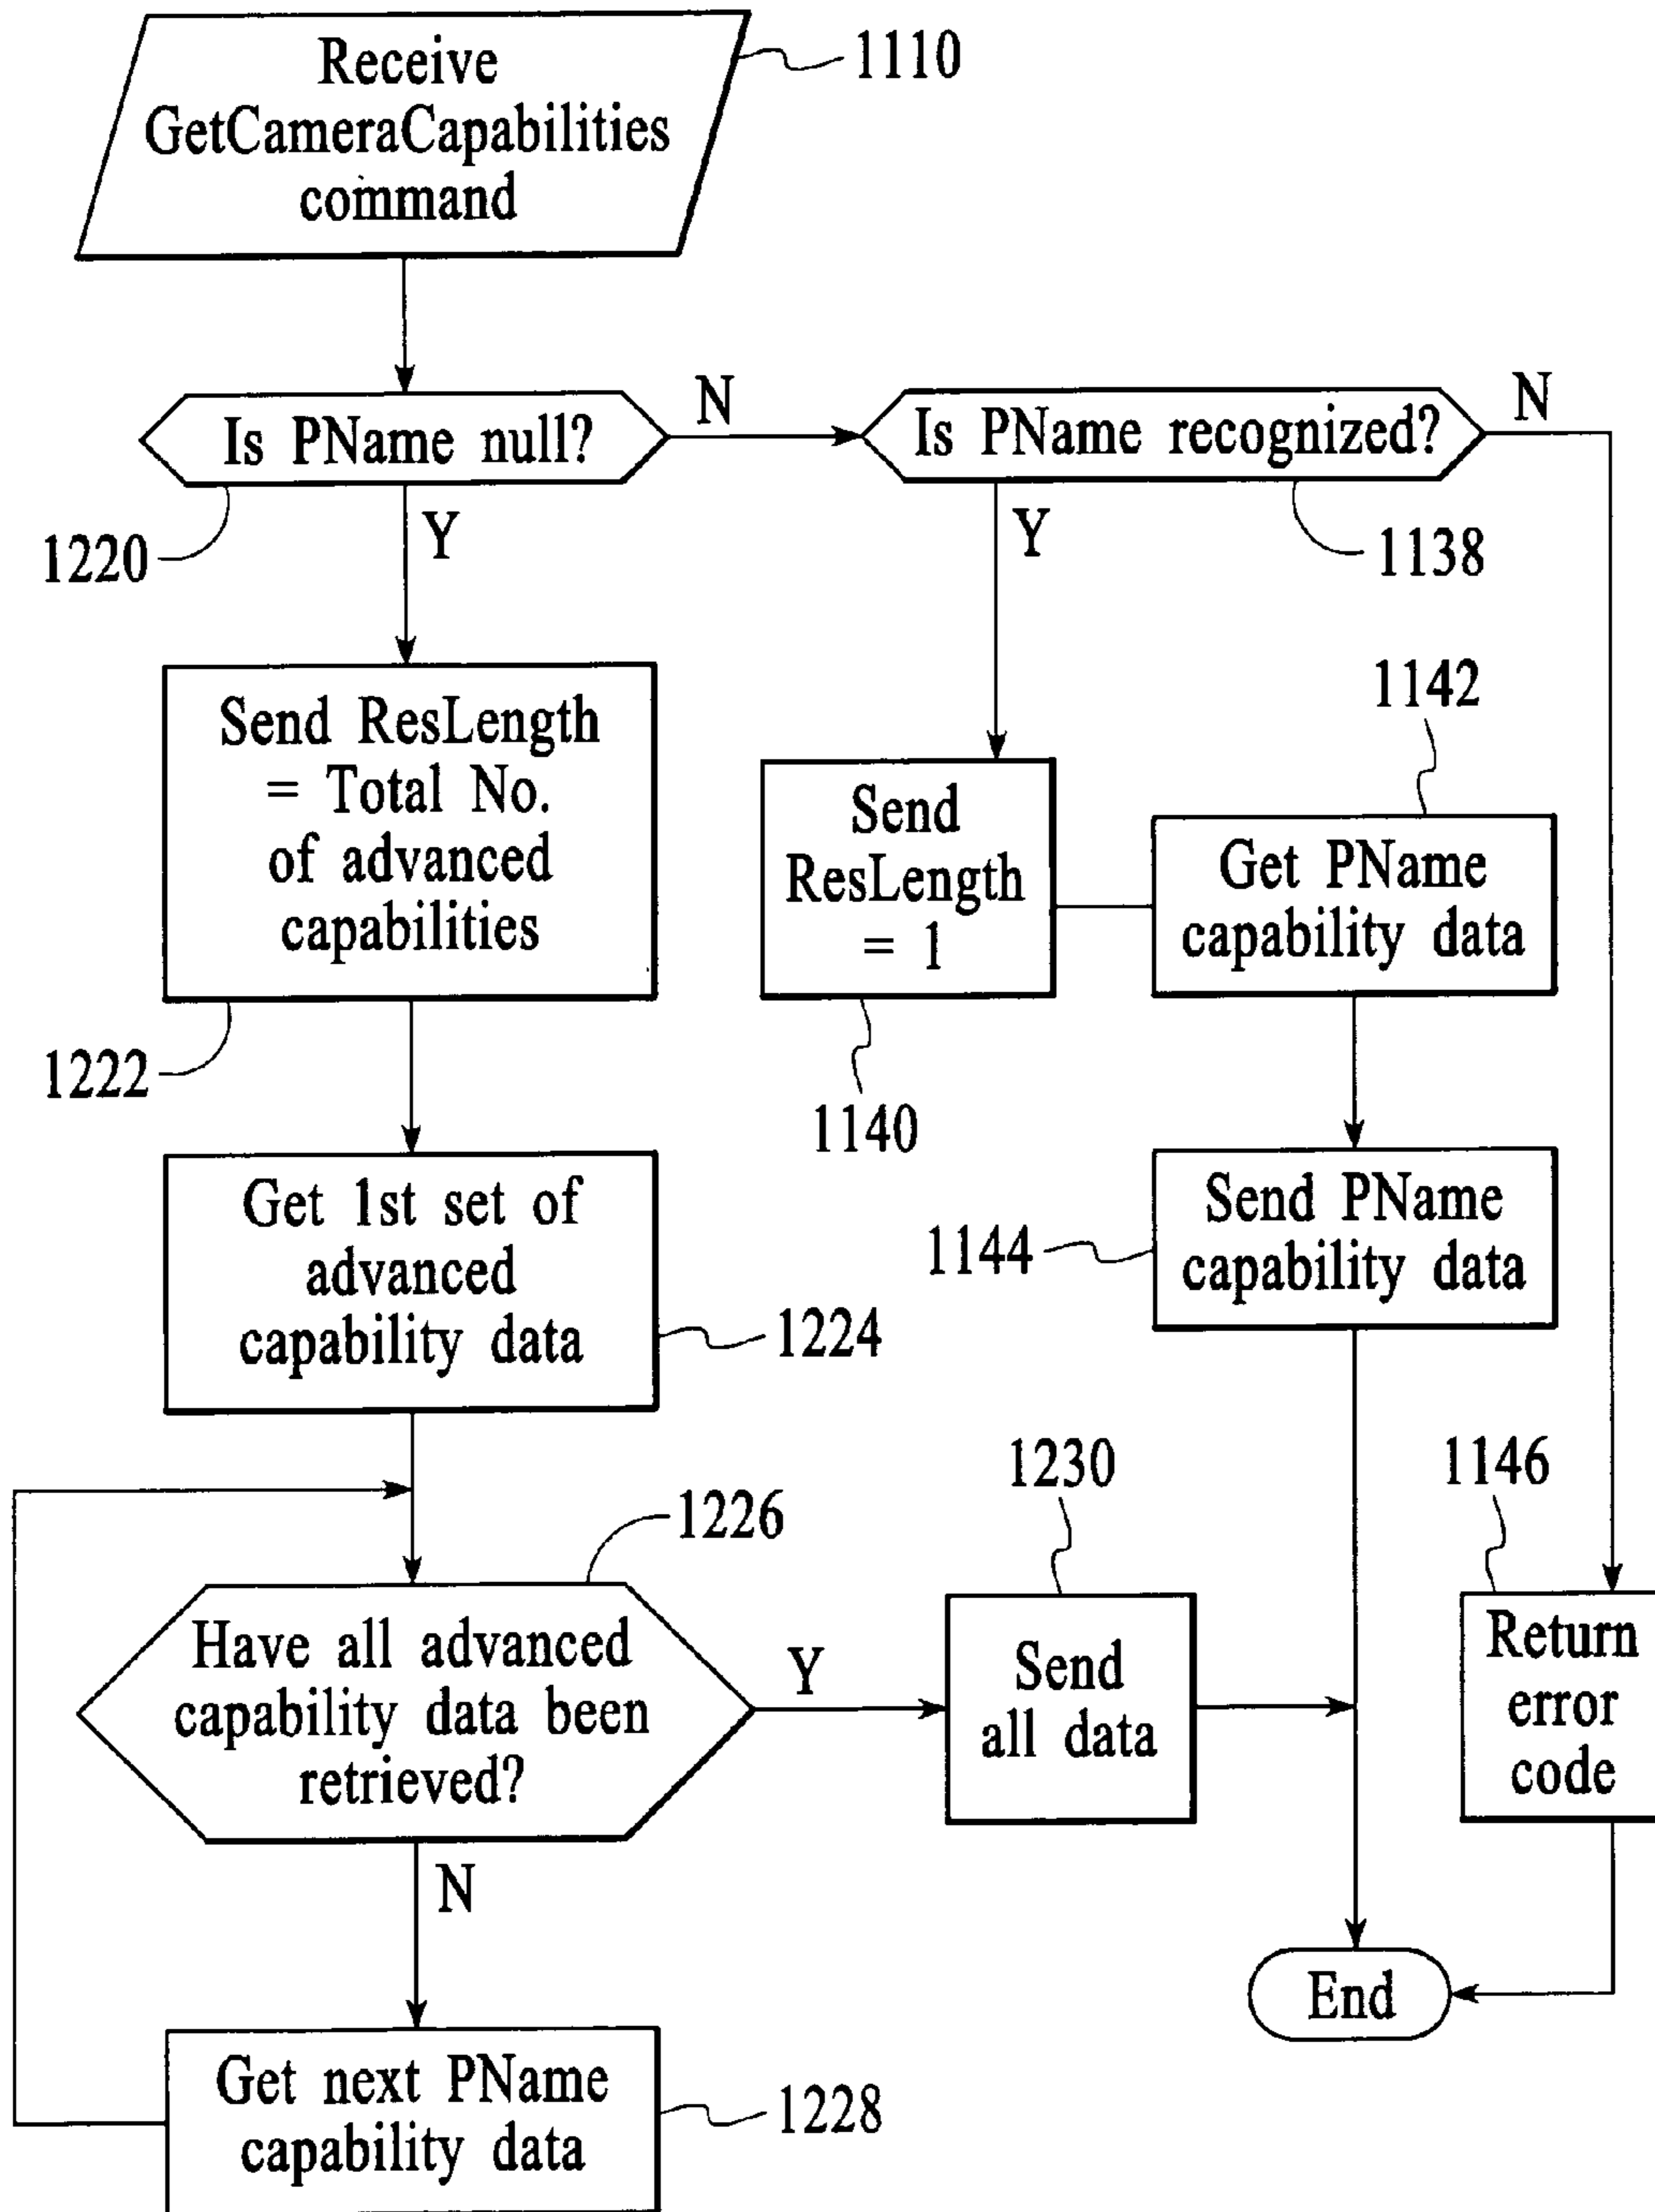 Receive
GetCameraCapabilities
command
1110
Is PName null?
N
Is PName recognized?
N
1220
Y
Y
1138
Send ResLength
= Total No.
of advanced
capabilities
1222
Send
ResLength
= 1
1140
1142
Get PName
capability data
Get 1st set of
advanced
capability data
1224
1144
Send PName
capability data
1226
1230
1146
Have all advanced
capability data been
retrieved?
Y
Send
all data
Return
error
code
N
End
Get next PName
capability data
1228